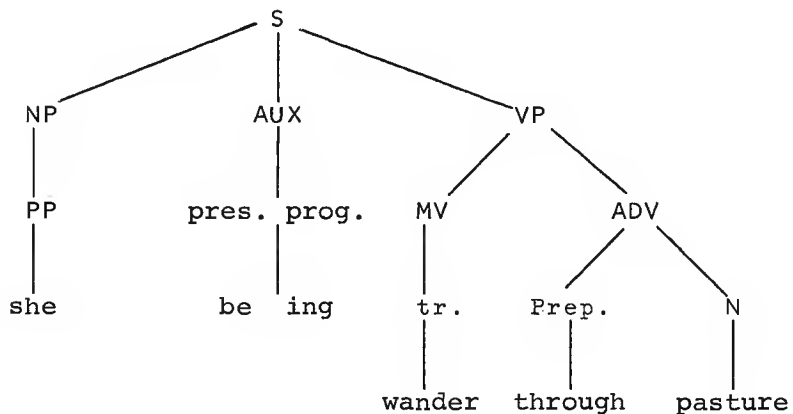 S
NP AUX VP
PP pres. prog. MV ADV
she be ing tr. Prep. N
wander through pasture